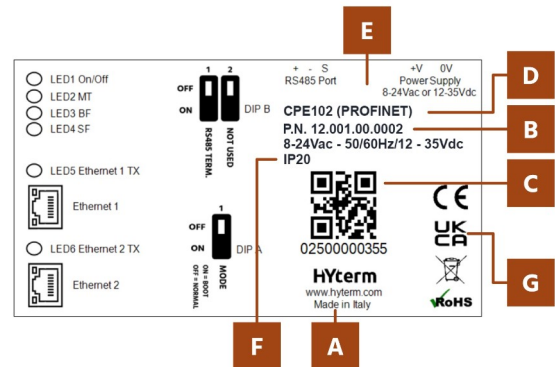 E
+ - S
RS485 Port
+V 0V
Power Supply
8-24Vac or 12-35Vdc
D
LED1 On/Off
LED2 MT
LED3 BF
LED4 SF
1 2
OFF
ON
DIP B
RS485 TERM.
NOT USED
CPE102 (PROFINET)
P.N. 12.001.00.0002
B
8-24Vac - 50/60Hz/12 - 35Vdc
IP20
C
LED5 Ethernet 1 TX
Ethernet 1
CE
1
OFF
ON
DIP A
MODE
ON = BOOT
OFF = NORMAL
02500000355
UK
CA
LED6 Ethernet 2 TX
Ethernet 2
HYterm
www.hyterm.com
Made in Italy
RoHS
G
F
A